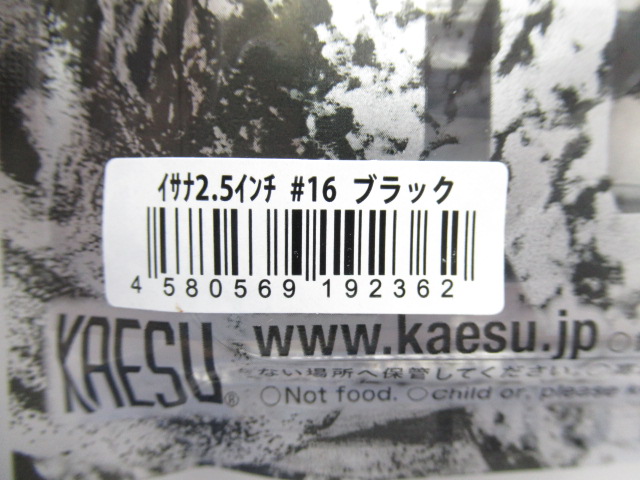 ｲｻﾅ2.5ｲﾝﾁ #16 ブラック
4 580569 192362
KAESU®
www.kaesu.jp
ない場所へ保管してください。
○Not food. ○child or. please